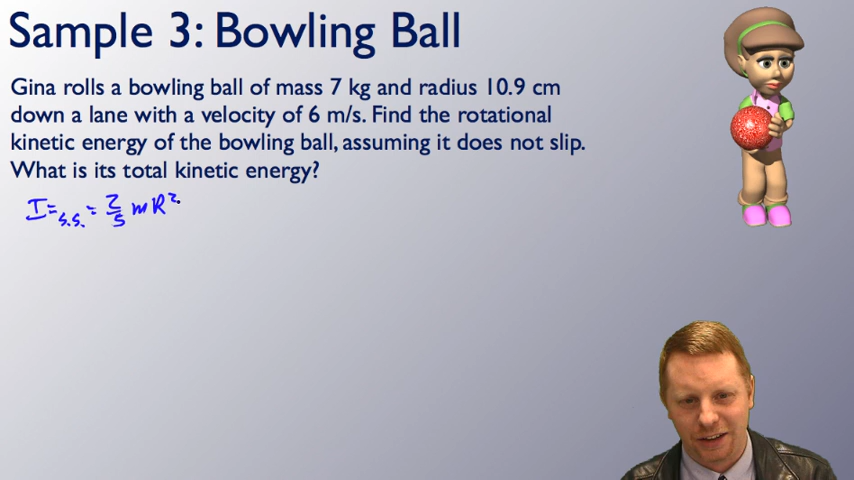 Sample 3: Bowling Ball
Gina rolls a bowling ball of mass 7 kg and radius 10.9 cm
down a lane with a velocity of 6 m/s. Find the rotational
kinetic energy of the bowling ball, assuming it does not slip.
What is its total kinetic energy?
I=s.s. = 2/5 mR²